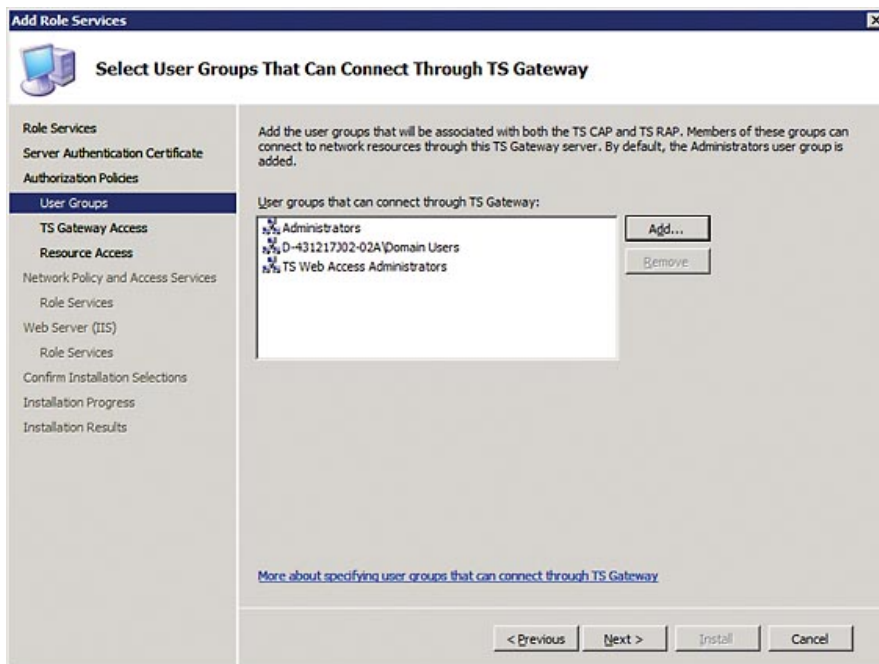 Add Role Services
Select User Groups That Can Connect Through TS Gateway
Role Services
Server Authentication Certificate
Authorization Policies
User Groups
TS Gateway Access
Resource Access
Network Policy and Access Services
Role Services
Web Server (IIS)
Role Services
Confirm Installation Selections
Installation Progress
Installation Results
Add the user groups that will be associated with both the TS CAP and TS RAP. Members of these groups can
connect to network resources through this TS Gateway server. By default, the Administrators user group is
added.
User groups that can connect through TS Gateway:
Administrators
D-431217J02-02A\Domain Users
TS Web Access Administrators
Add...
Remove
More about specifying user groups that can connect through TS Gateway
< Previous
Next >
Install
Cancel